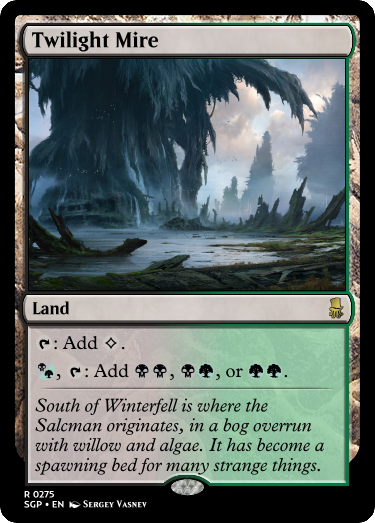 Twilight Mire
Land
: Add .
, : Add , , or .
South of Winterfell is where the
Salcman originates, in a bog overrun
with willow and algae. It has become a
spawning bed for many strange things.
R 0275
SGP • EN Sergey Vasnev